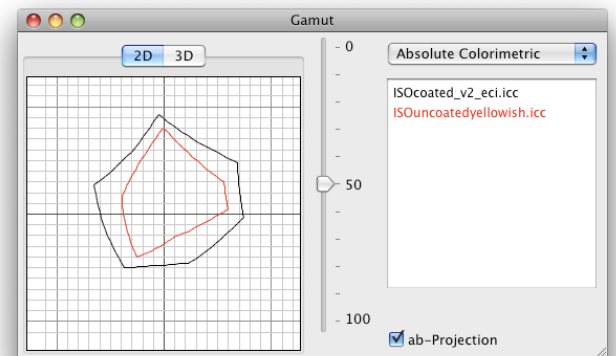 Gamut
2D 3D
- 0
- 50
- 100
Absolute Colorimetric
ISOcoated_v2_eci.icc
ISOuncoatedyellowish.icc
ab-Projection